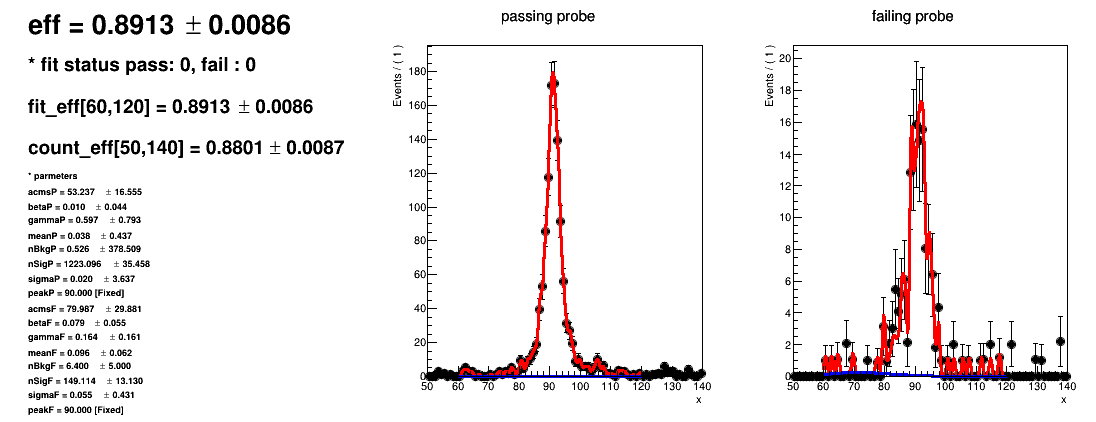 eff = 0.8913 ± 0.0086
* fit status pass: 0, fail : 0
fit_eff[60,120] = 0.8913 ± 0.0086
count_eff[50,140] = 0.8801 ± 0.0087
* parmeters
acmsP = 53.237 ± 16.555
betaP = 0.010 ± 0.044
gammaP = 0.597 ± 0.793
meanP = 0.038 ± 0.437
nBkgP = 0.526 ± 378.509
nSigP = 1223.096 ± 35.458
sigmaP = 0.020 ± 3.637
peakP = 90.000 [Fixed]
acmsF = 79.987 ± 29.881
betaF = 0.079 ± 0.055
gammaF = 0.164 ± 0.161
meanF = 0.096 ± 0.062
nBkgF = 6.400 ± 5.000
nSigF = 149.114 ± 13.130
sigmaF = 0.055 ± 0.431
peakF = 90.000 [Fixed]
passing probe
Events / ( 1 )
180
160
140
120
100
80
60
40
20
0
50 60 70 80 90 100 110 120 130 140
x
failing probe
Events / ( 1 )
20
18
16
14
12
10
8
6
4
2
0
50 60 70 80 90 100 110 120 130 140
x